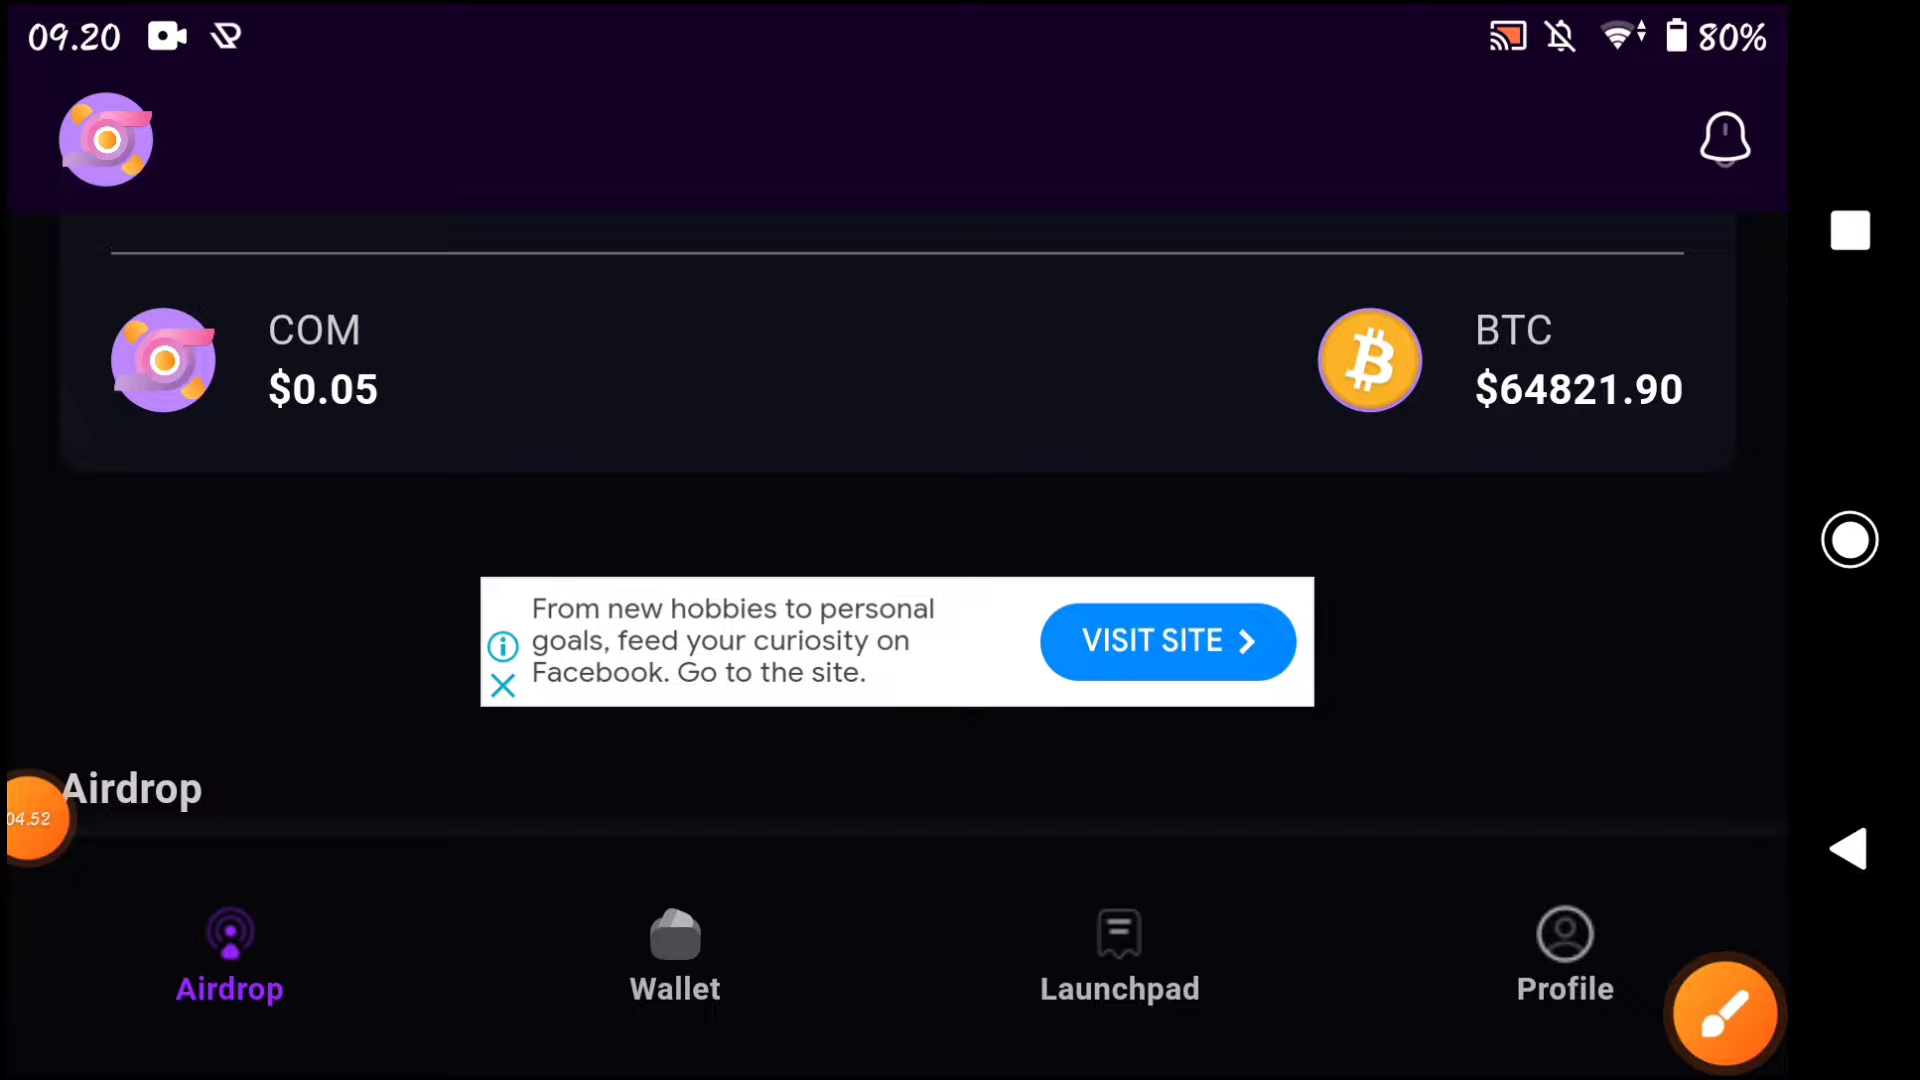 09.20
80%
COM
$0.05
BTC
$64821.90
From new hobbies to personal
goals, feed your curiosity on
Facebook. Go to the site.
VISIT SITE
Airdrop
04.52
Airdrop
Wallet
Launchpad
Profile